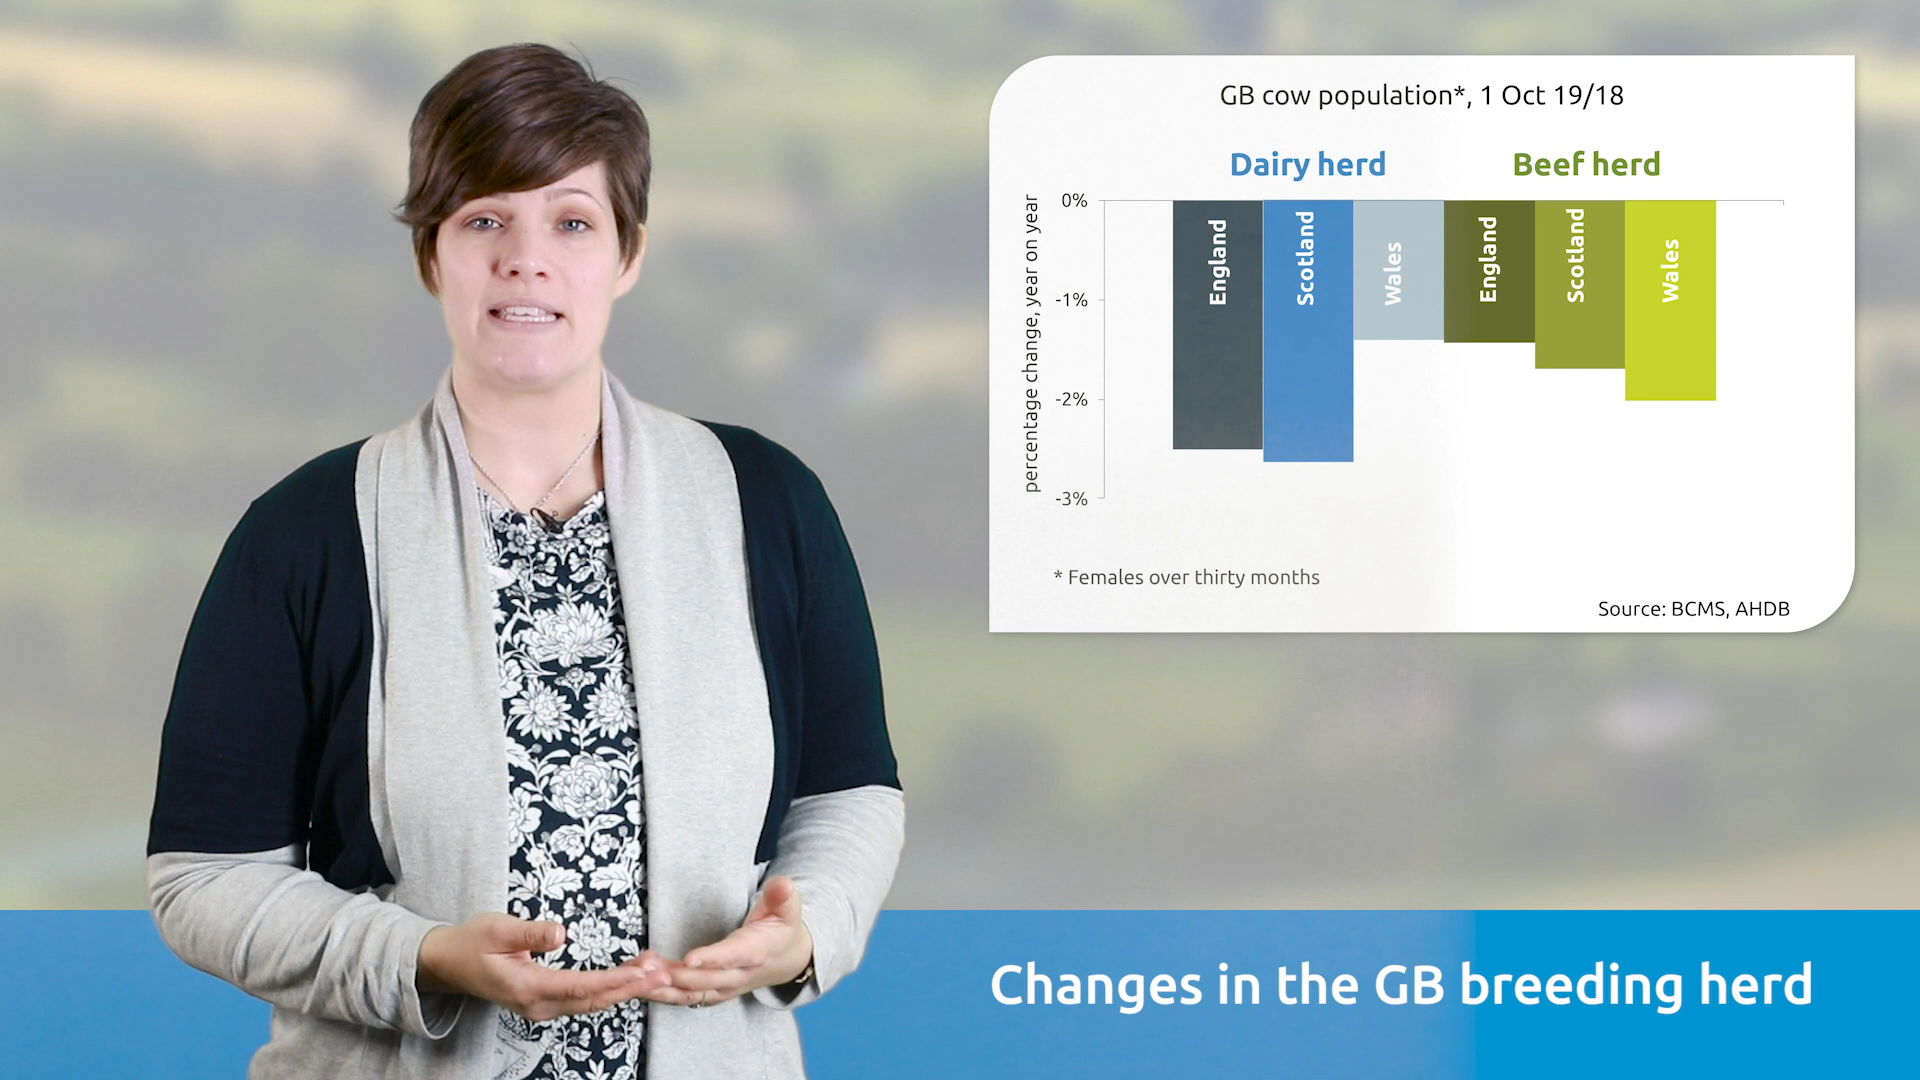 GB cow population*, 1 Oct 19/18
Dairy herd
Beef herd
percentage change, year on year
0%
-1%
-2%
-3%
England
Scotland
Wales
England
Scotland
Wales
* Females over thirty months
Source: BCMS, AHDB
Changes in the GB breeding herd